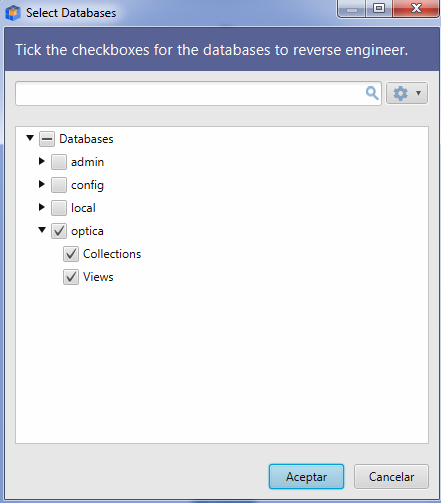 Select Databases
Tick the checkboxes for the databases to reverse engineer.
Databases
admin
config
local
optica
Collections
Views
Aceptar Cancelar